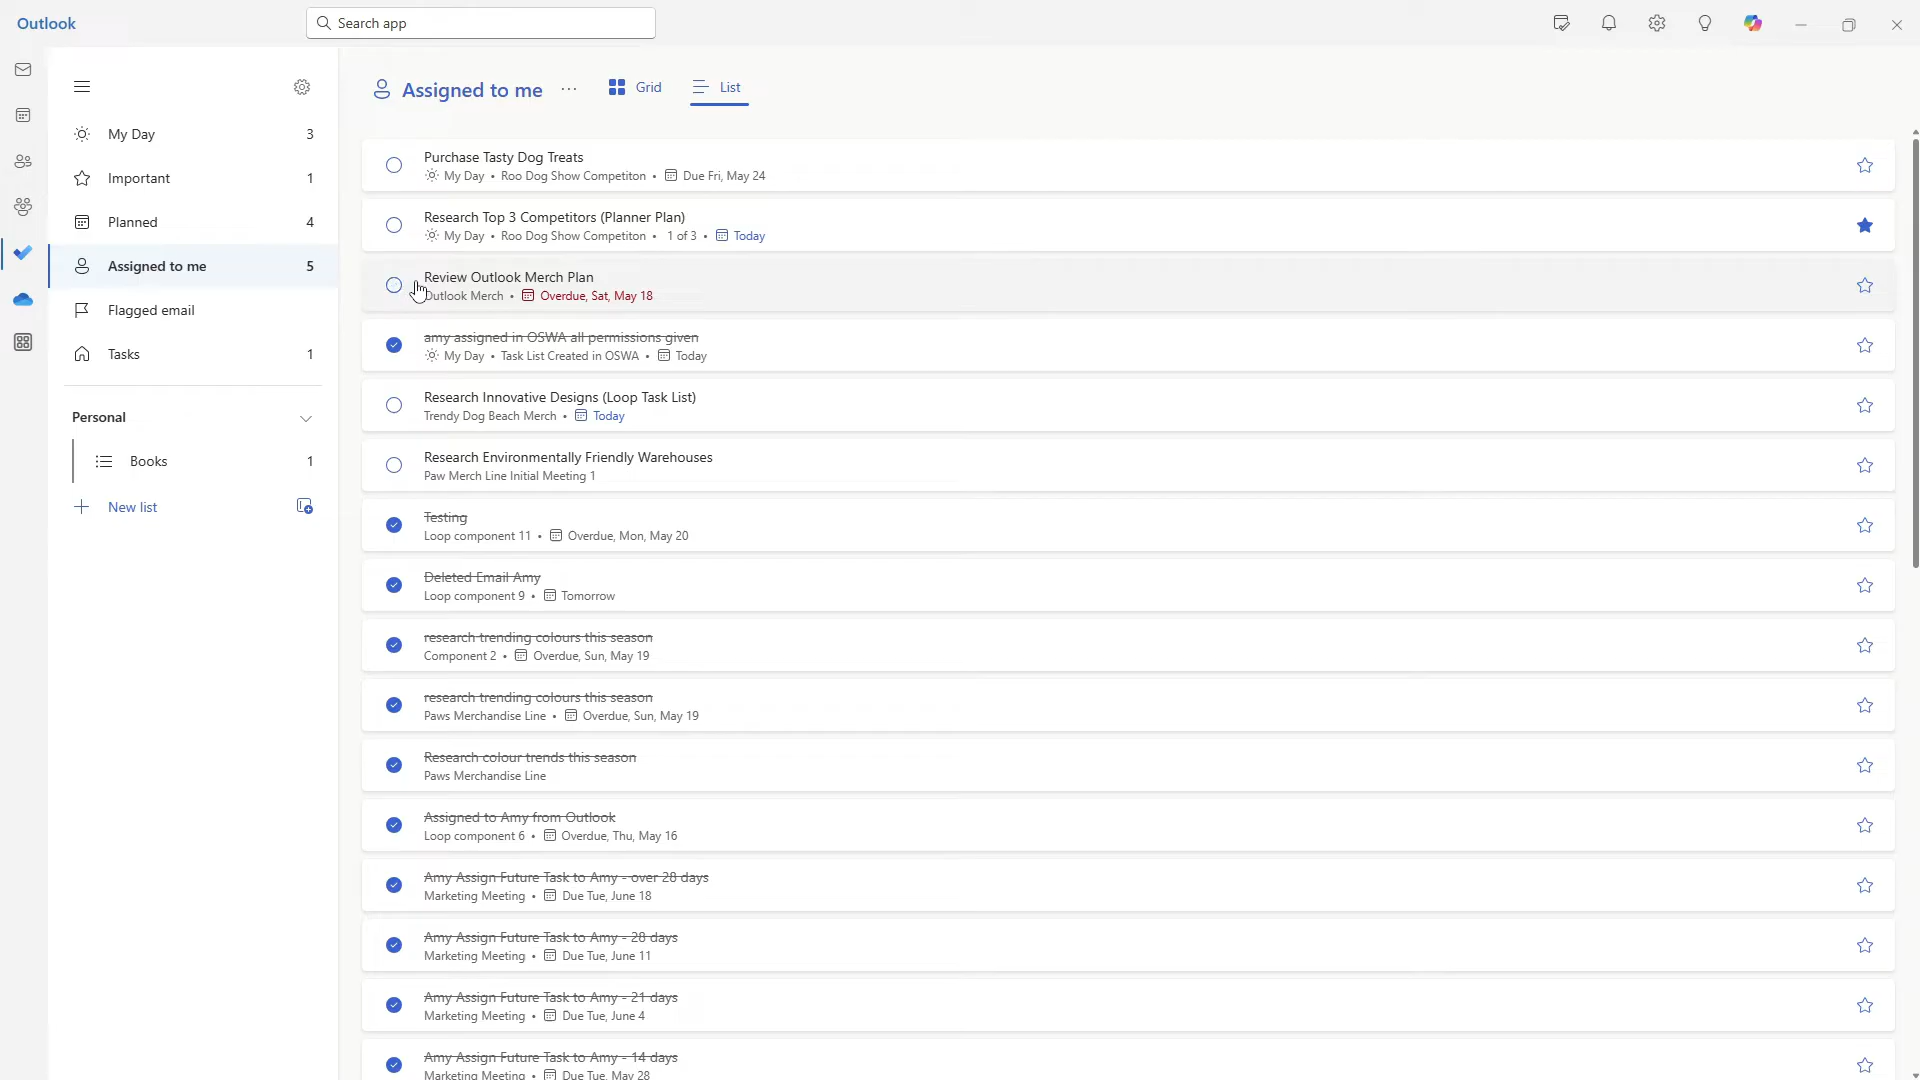 Outlook
Search app
My Day 3
Important 1
Planned 4
Assigned to me 5
Flagged email
Tasks 1
Personal
Books 1
New list
Assigned to me ··· Grid List
Purchase Tasty Dog Treats
My Day • Roo Dog Show Competiton • Due Fri, May 24
Research Top 3 Competitors (Planner Plan)
My Day • Roo Dog Show Competiton • 1 of 3 • Today
Review Outlook Merch Plan
Outlook Merch • Overdue, Sat, May 18
amy assigned in OSWA all permissions given
My Day • Task List Created in OSWA • Today
Research Innovative Designs (Loop Task List)
Trendy Dog Beach Merch • Today
Research Environmentally Friendly Warehouses
Paw Merch Line Initial Meeting 1
Testing
Loop component 11 • Overdue, Mon, May 20
Deleted Email Amy
Loop component 9 • Tomorrow
research trending colours this season
Component 2 • Overdue, Sun, May 19
research trending colours this season
Paws Merchandise Line • Overdue, Sun, May 19
Research colour trends this season
Paws Merchandise Line
Assigned to Amy from Outlook
Loop component 6 • Overdue, Thu, May 16
Amy Assign Future Task to Amy - over 28 days
Marketing Meeting • Due Tue, June 18
Amy Assign Future Task to Amy - 28 days
Marketing Meeting • Due Tue, June 11
Amy Assign Future Task to Amy - 21 days
Marketing Meeting • Due Tue, June 4
Amy Assign Future Task to Amy - 14 days
Marketing Meeting • Due Tue, May 28